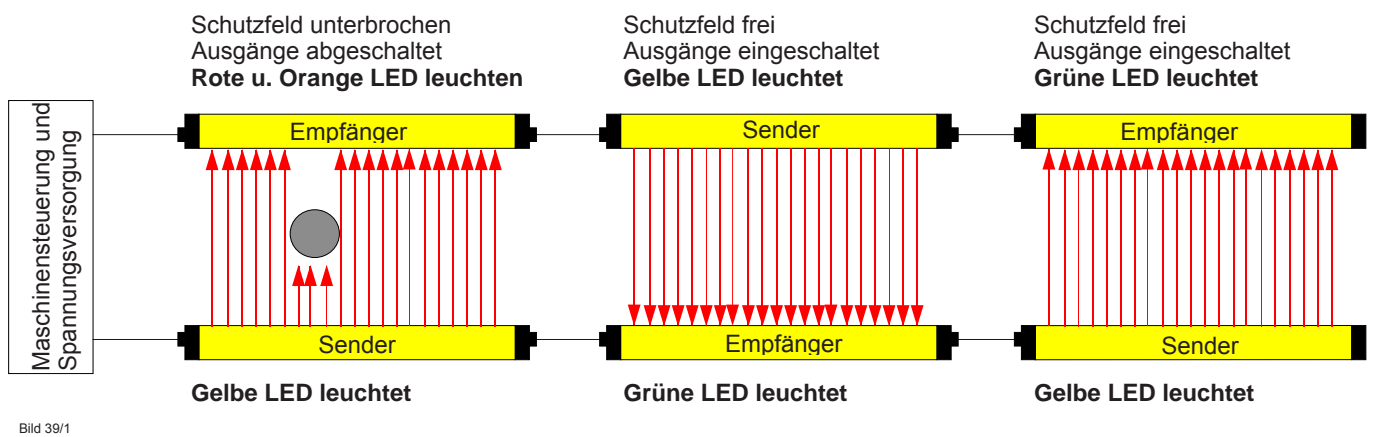 Schutzfeld unterbrochen
Ausgänge abgeschaltet
Rote u. Orange LED leuchten
Schutzfeld frei
Ausgänge eingeschaltet
Gelbe LED leuchtet
Schutzfeld frei
Ausgänge eingeschaltet
Grüne LED leuchtet
Maschinensteuerung und
Spannungsversorgung
Empfänger
Sender
Empfänger
Sender
Empfänger
Sender
Gelbe LED leuchtet
Grüne LED leuchtet
Gelbe LED leuchtet
Bild 39/1